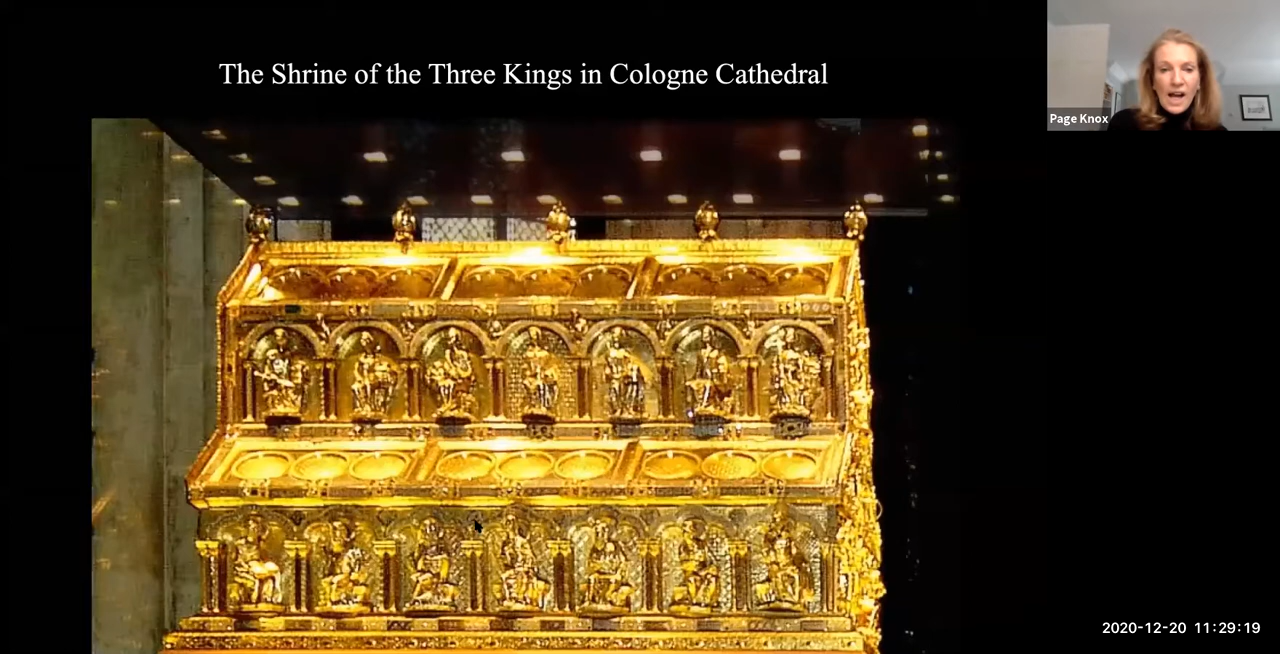 The Shrine of the Three Kings in Cologne Cathedral
Page Knox
2020-12-20 11:29:19